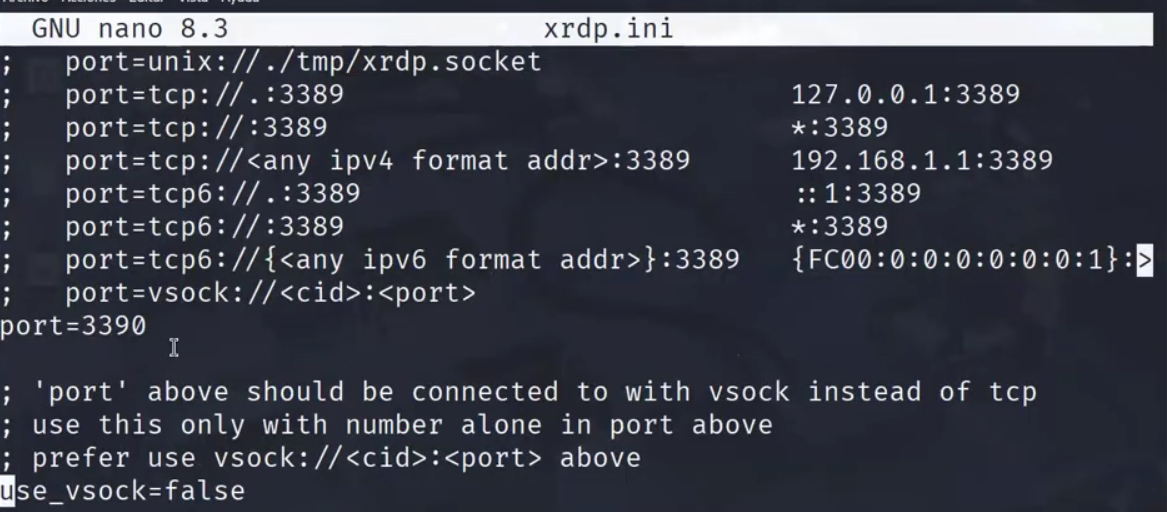 GNU nano 8.3 xrdp.ini
;   port=unix://./tmp/xrdp.socket
;   port=tcp://.:3389                           127.0.0.1:3389
;   port=tcp://:3389                            *:3389
;   port=tcp://<any ipv4 format addr>:3389      192.168.1.1:3389
;   port=tcp6://.:3389                          ::1:3389
;   port=tcp6://:3389                           *:3389
;   port=tcp6://{<any ipv6 format addr>}:3389   {FC00:0:0:0:0:0:0:1}:>
;   port=vsock://<cid>:<port>
port=3390
; 'port' above should be connected to with vsock instead of tcp
; use this only with number alone in port above
; prefer use vsock://<cid>:<port> above
use_vsock=false